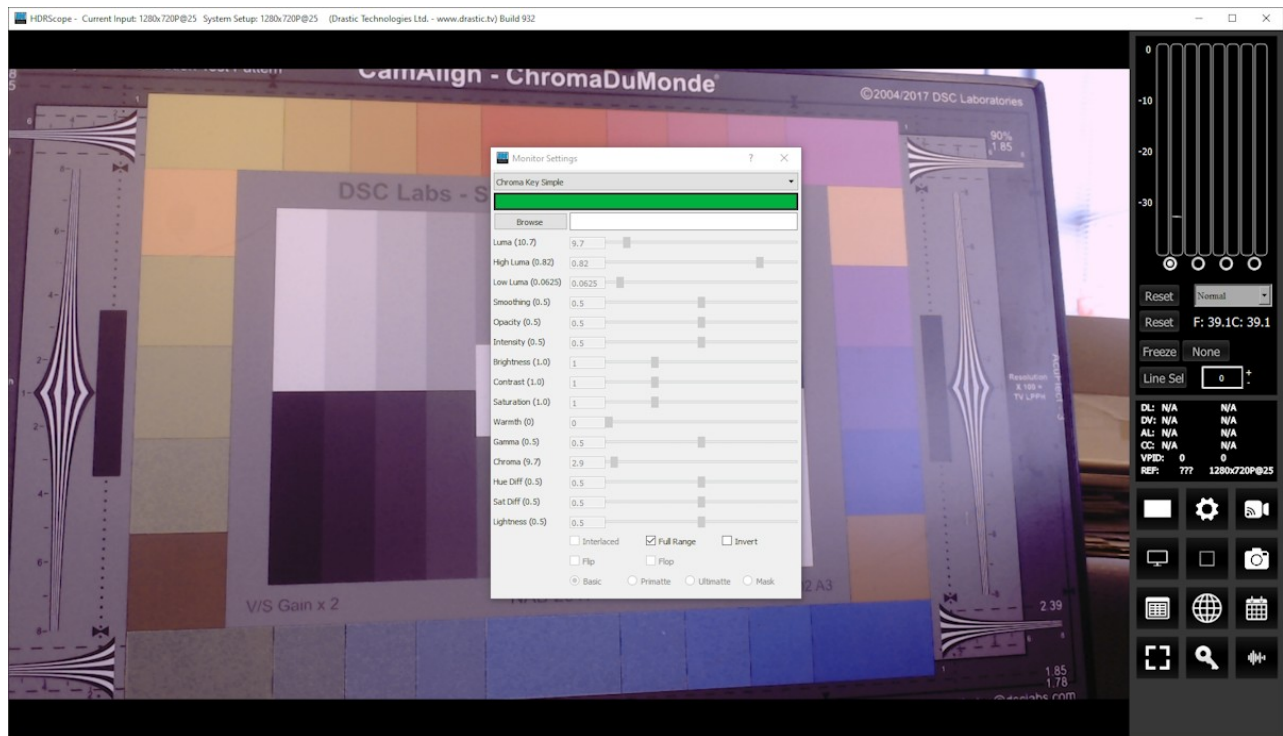 HDRScope - Current Input: 1280x720P@25 System Setup: 1280x720P@25 (Drastic Technologies Ltd. - www.drastic.tv) Build 932
CamAlign - ChromaDuMonde
©2004/2017 DSC Laboratories
90%
1.85
DSC Labs - S
Resolution
X 100 =
TV LPPH
V/S Gain x 2
2 A3
2.39
1.85
1.78
Monitor Settings
? ×
Chroma Key Simple
Browse
Luma (10.7) 9.7
High Luma (0.82) 0.82
Low Luma (0.0625) 0.0625
Smoothing (0.5) 0.5
Opacity (0.5) 0.5
Intensity (0.5) 0.5
Brightness (1.0) 1
Contrast (1.0) 1
Saturation (1.0) 1
Warmth (0) 0
Gamma (0.5) 0.5
Chroma (9.7) 2.9
Hue Diff (0.5) 0.5
Sat Diff (0.5) 0.5
Lightness (0.5) 0.5
Interlaced Full Range Invert
Flip Flop
Basic Primatte Ultimatte Mask
0
-10
-20
-30
Reset Normal
Reset F: 39.1C: 39.1
Freeze None
Line Sel 0 + -
DL: N/A N/A
DV: N/A N/A
AL: N/A N/A
CC: N/A N/A
VPID: 0 0
REF: ??? 1280x720P@25